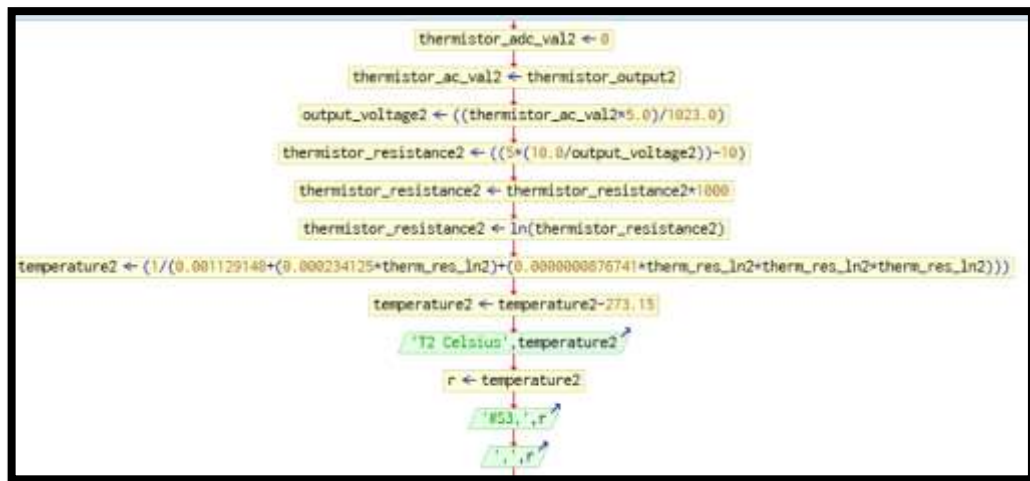 thermistor_adc_val2 ← 0
thermistor_ac_val2 ← thermistor_output2
output_voltage2 ← ((thermistor_ac_val2*5.0)/1023.0)
thermistor_resistance2 ← ((5*(10.0/output_voltage2))-10)
thermistor_resistance2 ← thermistor_resistance2*1000
thermistor_resistance2 ← ln(thermistor_resistance2)
temperature2 ← (1/(0.001129148+(0.000234125*therm_res_ln2)+(0.0000000876741*therm_res_ln2*therm_res_ln2*therm_res_ln2)))
temperature2 ← temperature2-273.15
'T2 Celsius',temperature2
r ← temperature2
'#S3,',r
',',r